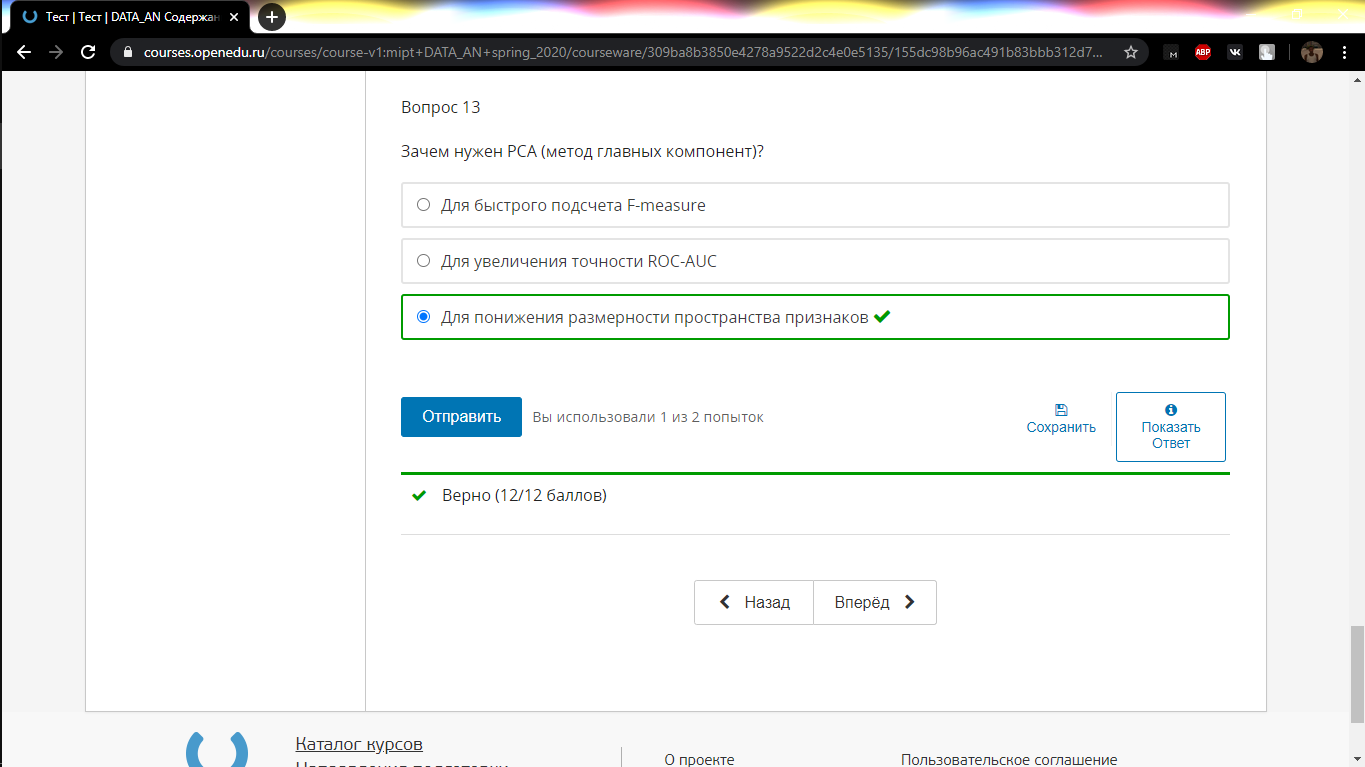 Тест | Тест | DATA_AN Содержан
courses.openedu.ru/courses/course-v1:mipt+DATA_AN+spring_2020/courseware/309ba8b3850e4278a9522d2c4e0e5135/155dc98b96ac491b83bbb312d7...
M
ABP
Вопрос 13
Зачем нужен PCA (метод главных компонент)?
Для быстрого подсчета F-measure
Для увеличения точности ROC-AUC
Для понижения размерности пространства признаков
Отправить
Вы использовали 1 из 2 попыток
Сохранить
Показать
Ответ
Верно (12/12 баллов)
Назад
Вперёд
Каталог курсов
Направления подготовки
О проекте
Пользовательское соглашение